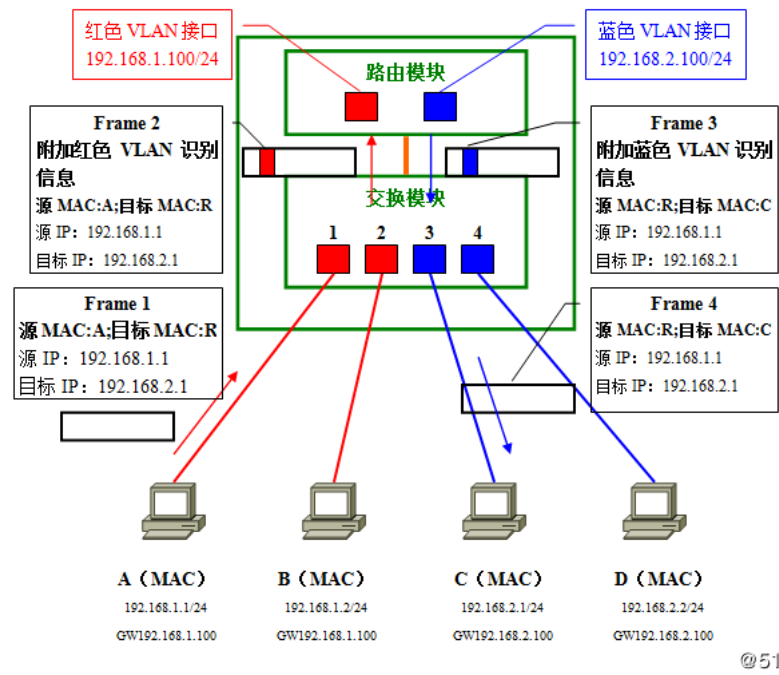 红色 VLAN 接口
192.168.1.100/24
蓝色 VLAN 接口
192.168.2.100/24
路由模块
Frame 2
附加红色 VLAN 识别
信息
源 MAC:A;目标 MAC:R
源 IP：192.168.1.1
目标 IP：192.168.2.1
Frame 3
附加蓝色 VLAN 识别
信息
源 MAC:R;目标 MAC:C
源 IP：192.168.1.1
目标 IP：192.168.2.1
交换模块
1 2 3 4
Frame 1
源 MAC:A;目标 MAC:R
源 IP：192.168.1.1
目标 IP：192.168.2.1
Frame 4
源 MAC:R;目标 MAC:C
源 IP：192.168.1.1
目标 IP：192.168.2.1
A（MAC） B（MAC） C（MAC） D（MAC）
192.168.1.1/24 192.168.1.2/24 192.168.2.1/24 192.168.2.2/24
GW192.168.1.100 GW192.168.1.100 GW192.168.2.100 GW192.168.2.100
@51